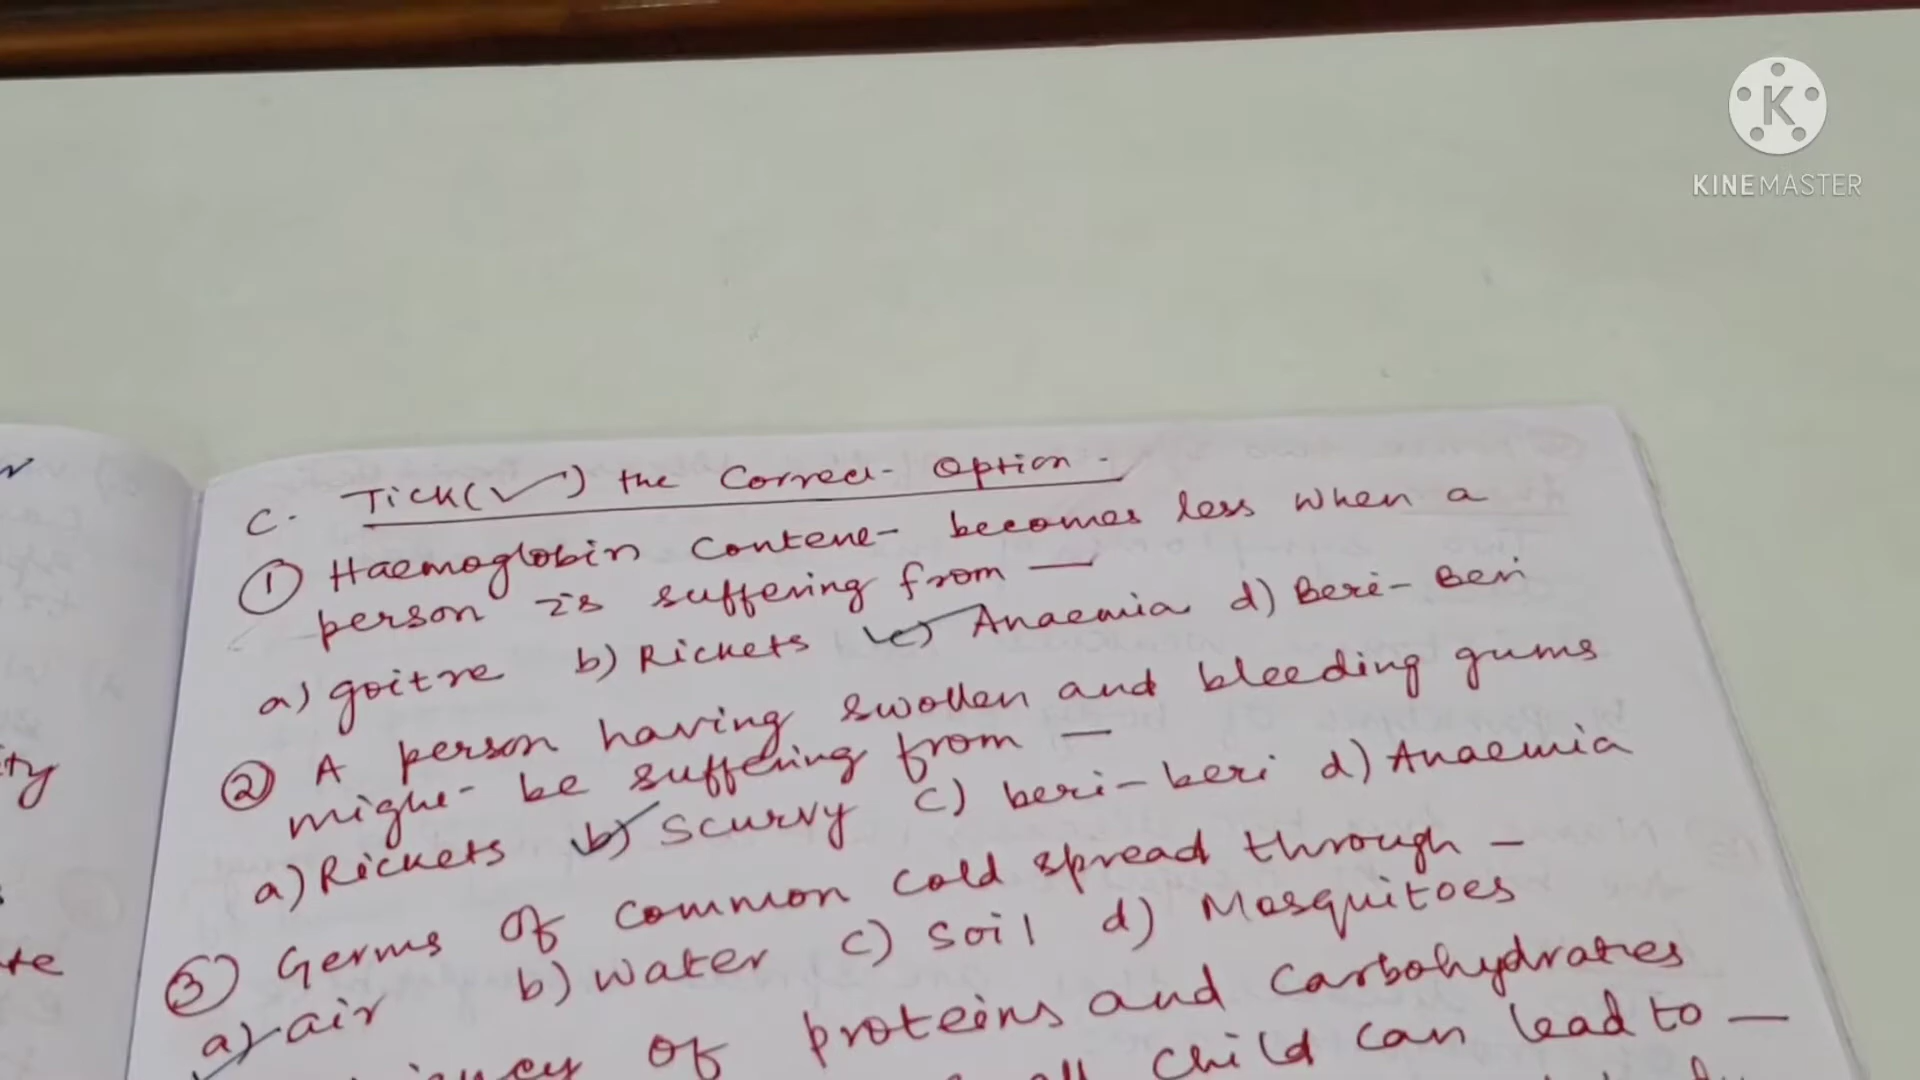 KINEMASTER
C. Tick(✓) the Correct Option -
① Haemoglobin Content becomes less when a
person is suffering from —
a) goitre b) Rickets c) Anaemia d) Beri-Beri
② A person having swollen and bleeding gums
might be suffering from —
a) Rickets b) Scurvy c) beri-beri d) Anaemia
③ Germs of common cold spread through —
a) air b) water c) soil d) Mosquitoes
of proteins and carbohydrates
child can lead to —